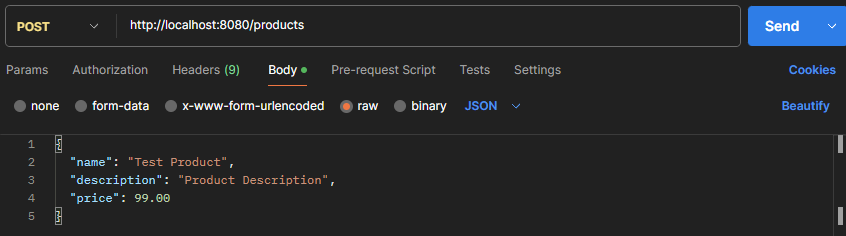 POST http://localhost:8080/products Send
Params Authorization Headers (9) Body Pre-request Script Tests Settings Cookies
none form-data x-www-form-urlencoded raw binary JSON Beautify
1 {
2 "name": "Test Product",
3 "description": "Product Description",
4 "price": 99.00
5 }